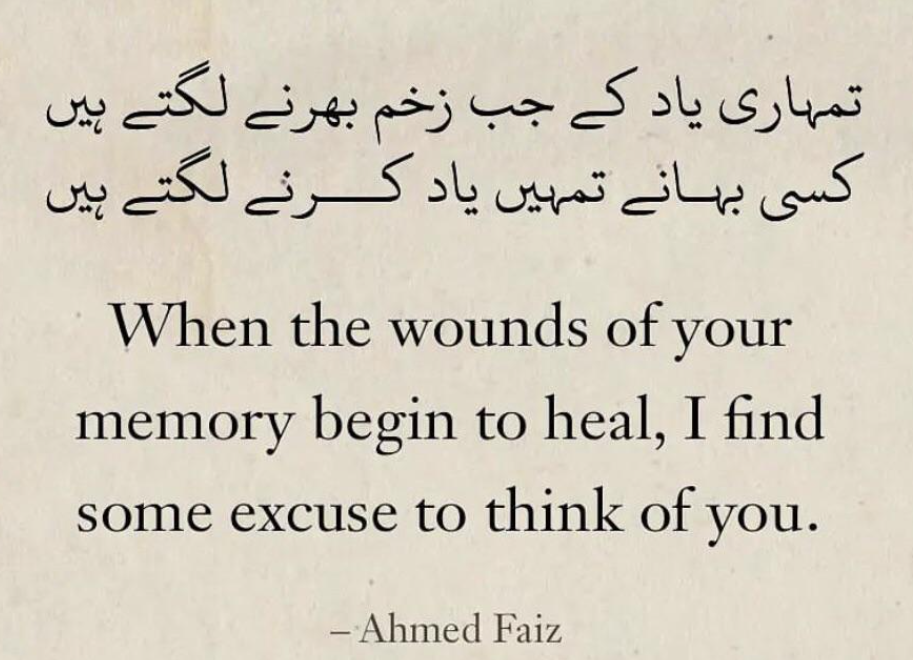 تمہاری یاد کے جب زخم بھرنے لگتے ہیں
کسی بہانے تمہیں یاد کرنے لگتے ہیں
When the wounds of your
memory begin to heal, I find
some excuse to think of you.
– Ahmed Faiz